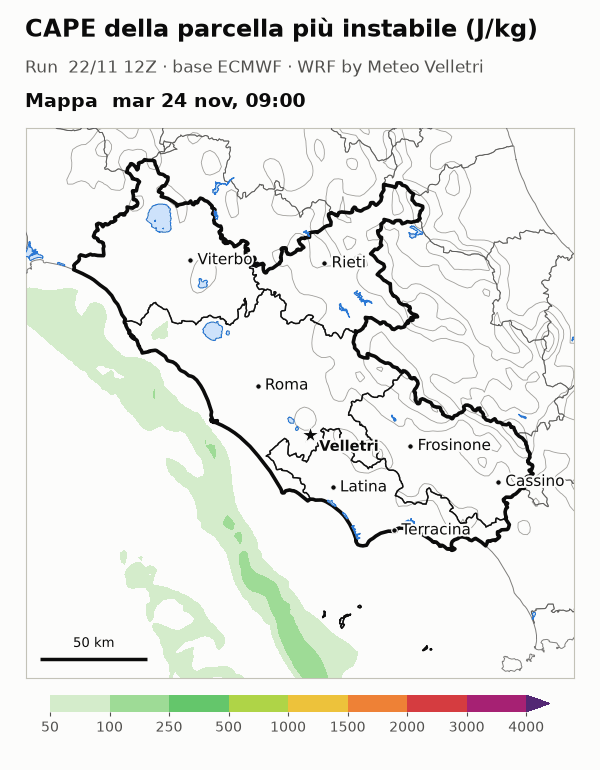 CAPE della parcella più instabile (J/kg)
Run  22/11 12Z · base ECMWF · WRF by Meteo Velletri
Mappa  mar 24 nov, 09:00
Viterbo
Rieti
Roma
Velletri
Frosinone
Latina
Cassino
Terracina
50 km
50 100 250 500 1000 1500 2000 3000 4000